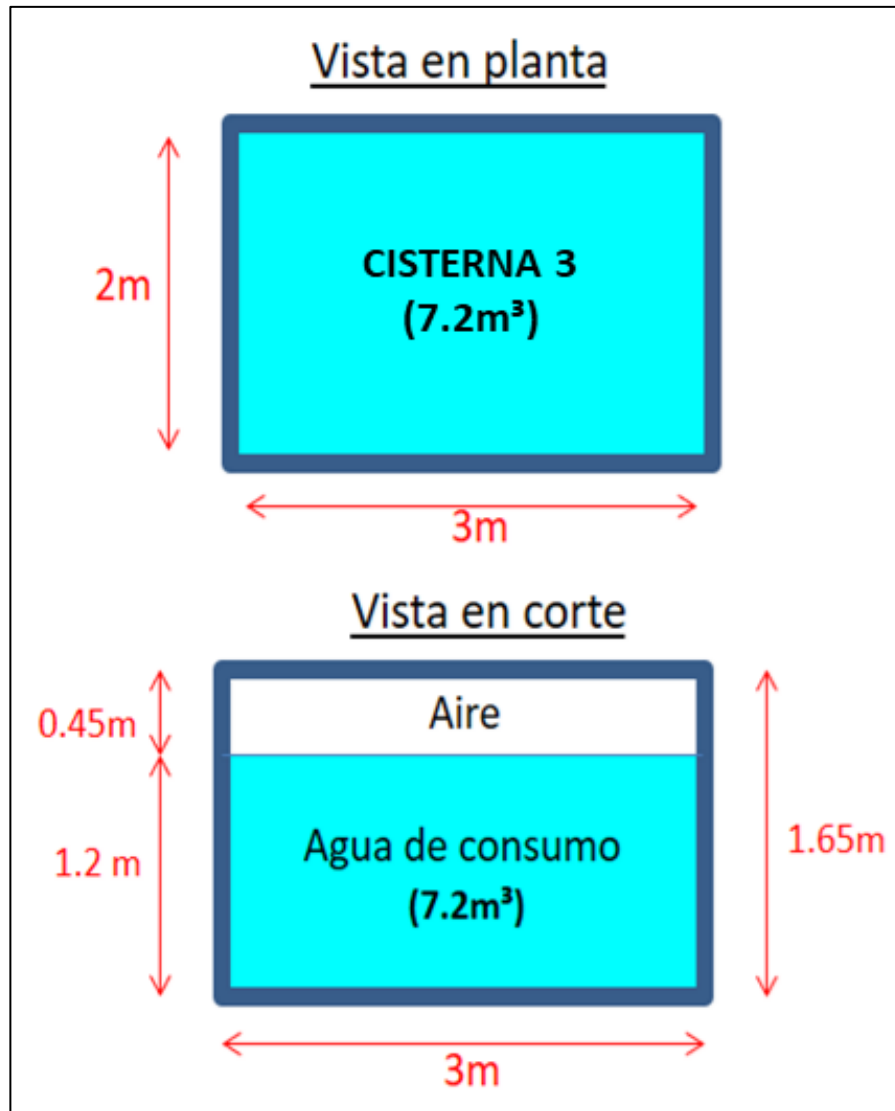 Vista en planta
2m
CISTERNA 3
(7.2m³)
3m
Vista en corte
0.45m
Aire
1.2 m
Agua de consumo
(7.2m³)
1.65m
3m